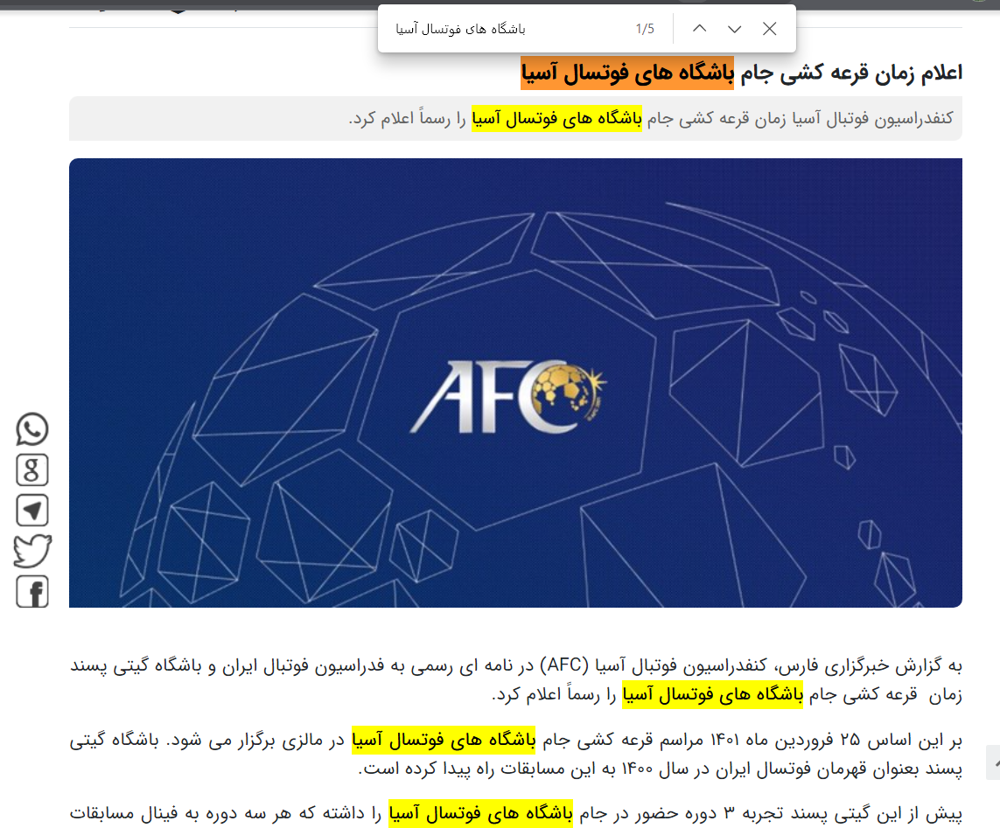 باشگاه های فوتسال آسیا
1/5
اعلام زمان قرعه کشی جام باشگاه های فوتسال آسیا
کنفدراسیون فوتبال آسیا زمان قرعه کشی جام باشگاه های فوتسال آسیا را رسماً اعلام کرد.
AFC
به گزارش خبرگزاری فارس، کنفدراسیون فوتبال آسیا (AFC) در نامه ای رسمی به فدراسیون فوتبال ایران و باشگاه گیتی پسند
زمان قرعه کشی جام باشگاه های فوتسال آسیا را رسماً اعلام کرد.
بر این اساس ۲۵ فروردین ماه ۱۴۰۱ مراسم قرعه کشی جام باشگاه های فوتسال آسیا در مالزی برگزار می شود. باشگاه گیتی
پسند بعنوان قهرمان فوتسال ایران در سال ۱۴۰۰ به این مسابقات راه پیدا کرده است.
پیش از این گیتی پسند تجربه ۳ دوره حضور در جام باشگاه های فوتسال آسیا را داشته که هر سه دوره به فینال مسابقات